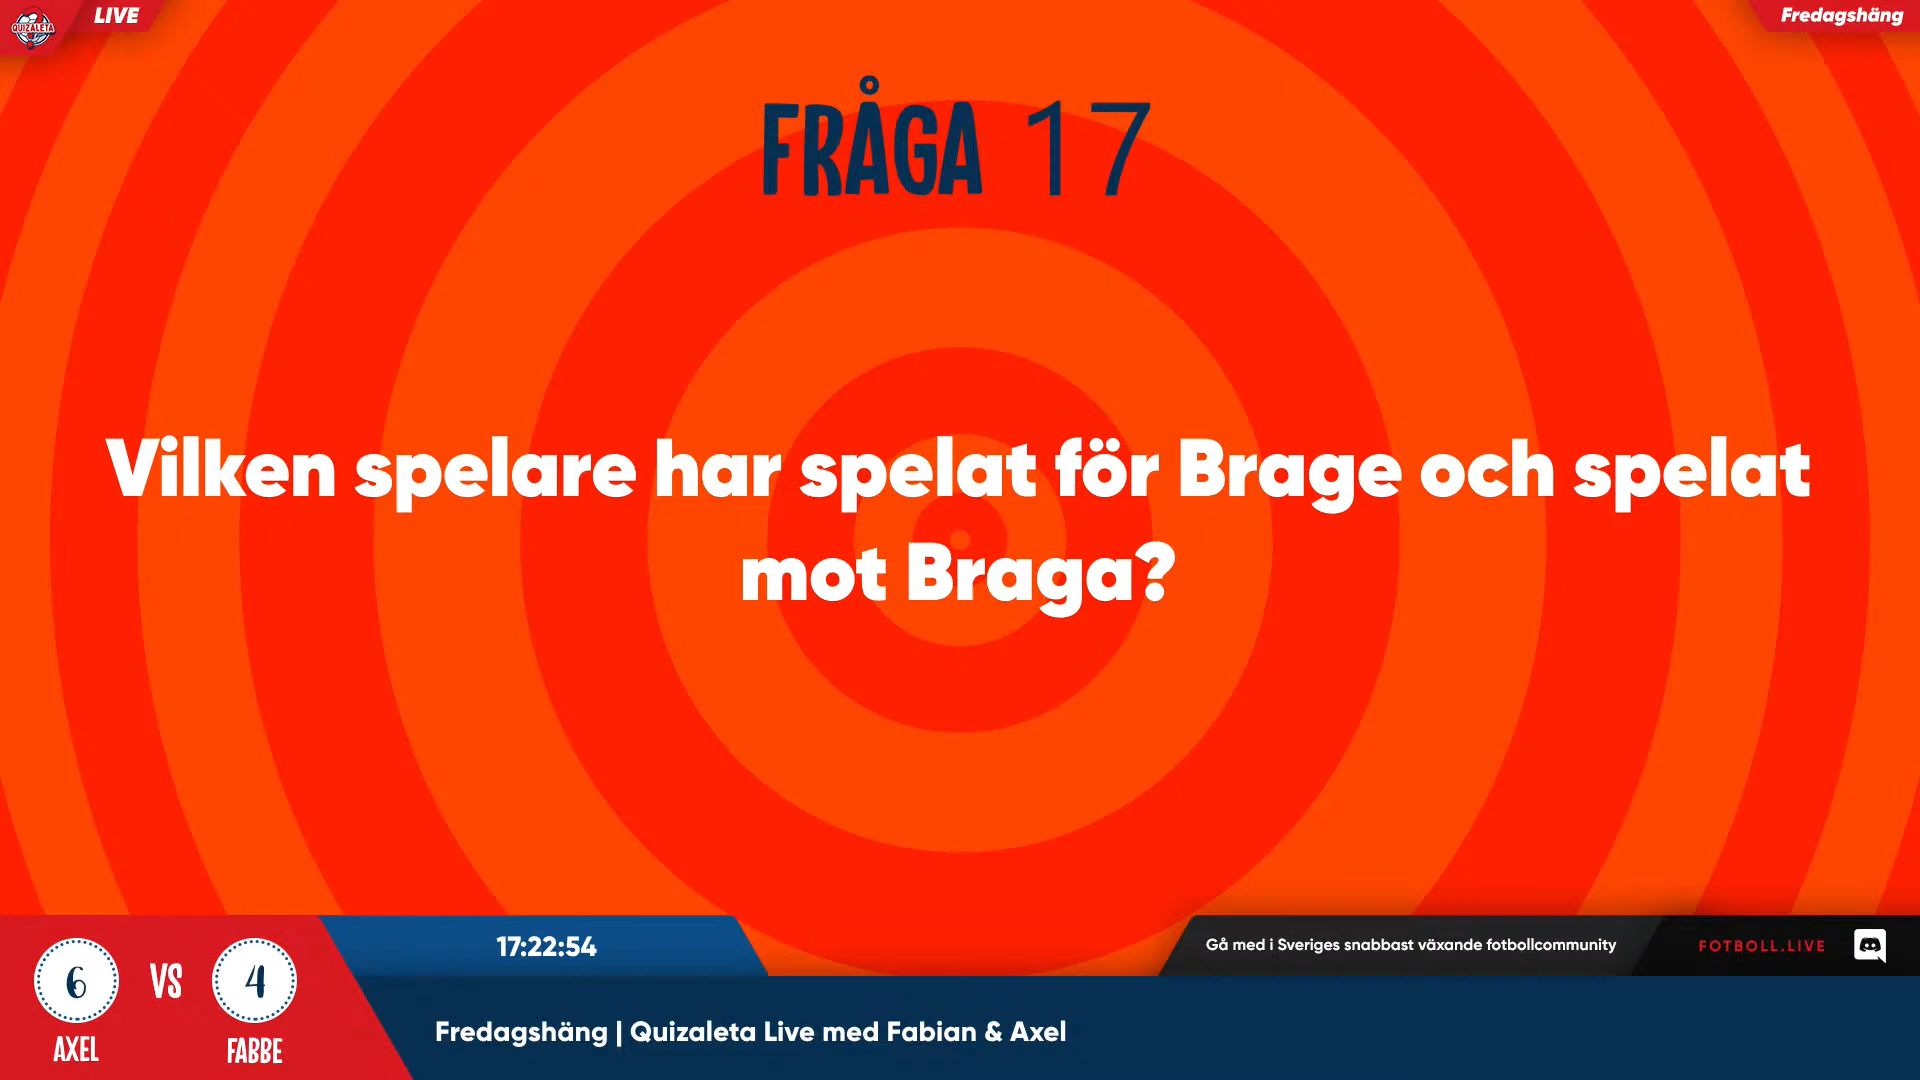 QUIZALETA
LIVE
Fredagshäng
FRÅGA 17
Vilken spelare har spelat för Brage och spelat
mot Braga?
17:22:54
Gå med i Sveriges snabbast växande fotbollcommunity
FOTBOLL.LIVE
6 VS 4
AXEL FABBE
Fredagshäng | Quizaleta Live med Fabian & Axel